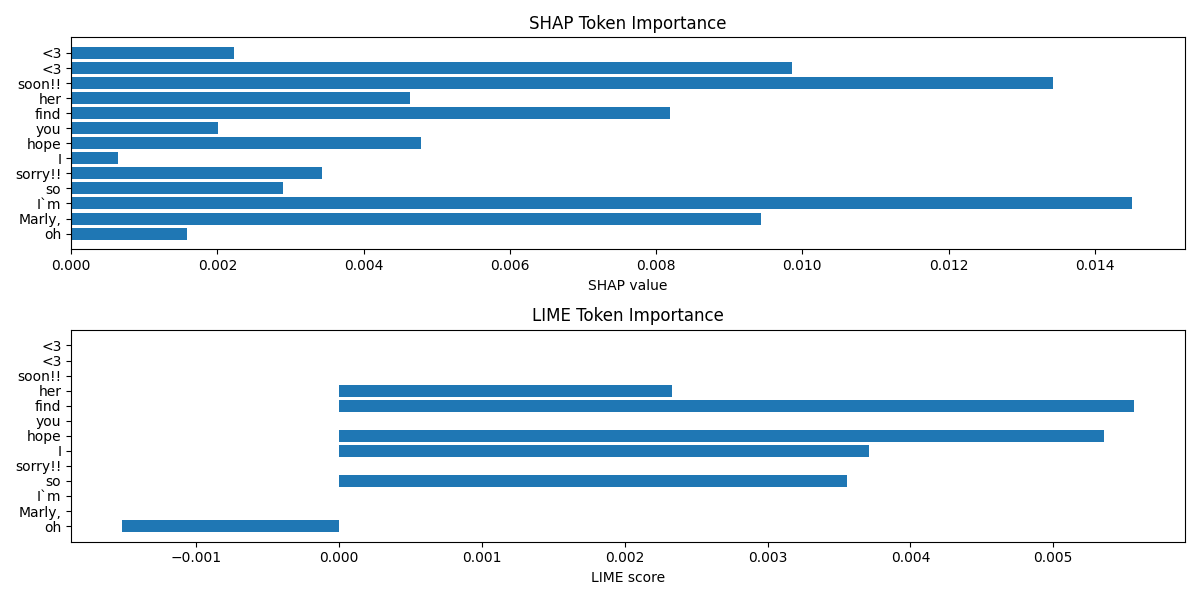 SHAP Token Importance
<3
<3
soon!!
her
find
you
hope
I
sorry!!
so
I`m
Marly,
oh
0.000 0.002 0.004 0.006 0.008 0.010 0.012 0.014
SHAP value
LIME Token Importance
<3
<3
soon!!
her
find
you
hope
I
sorry!!
so
I`m
Marly,
oh
−0.001 0.000 0.001 0.002 0.003 0.004 0.005
LIME score